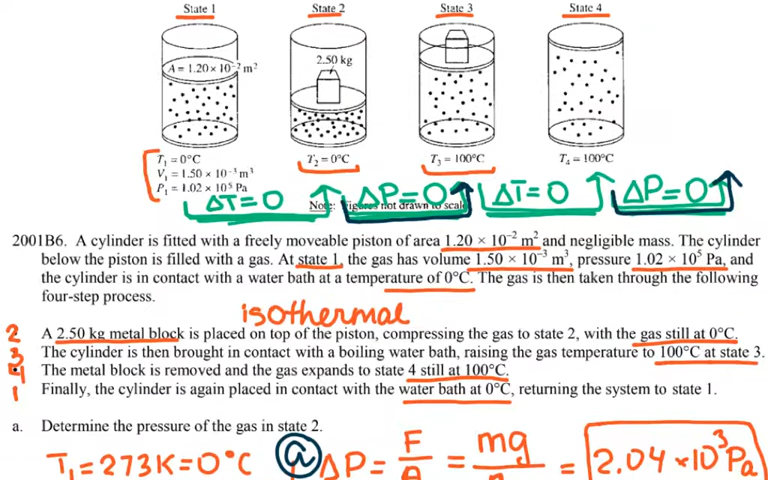 State 1 State 2 State 3 State 4
A = 1.20 × 10⁻² m² 2.50 kg
T₁ = 0°C T₂ = 0°C T₃ = 100°C T₄ = 100°C
V₁ = 1.50 × 10⁻³ m³
P₁ = 1.02 × 10⁵ Pa
ΔT=0 ΔP=0 ΔT=0 ΔP=0
Note: Figures not drawn to scale
2001B6. A cylinder is fitted with a freely moveable piston of area 1.20 × 10⁻² m² and negligible mass. The cylinder
below the piston is filled with a gas. At state 1, the gas has volume 1.50 × 10⁻³ m³, pressure 1.02 × 10⁵ Pa, and
the cylinder is in contact with a water bath at a temperature of 0°C. The gas is then taken through the following
four-step process.
isothermal
2 A 2.50 kg metal block is placed on top of the piston, compressing the gas to state 2, with the gas still at 0°C.
3 The cylinder is then brought in contact with a boiling water bath, raising the gas temperature to 100°C at state 3.
4 The metal block is removed and the gas expands to state 4 still at 100°C.
1 Finally, the cylinder is again placed in contact with the water bath at 0°C, returning the system to state 1.
a. Determine the pressure of the gas in state 2.
T₁=273K=0°C ⓐ ΔP= F/A = mg = 2.04×10³Pa